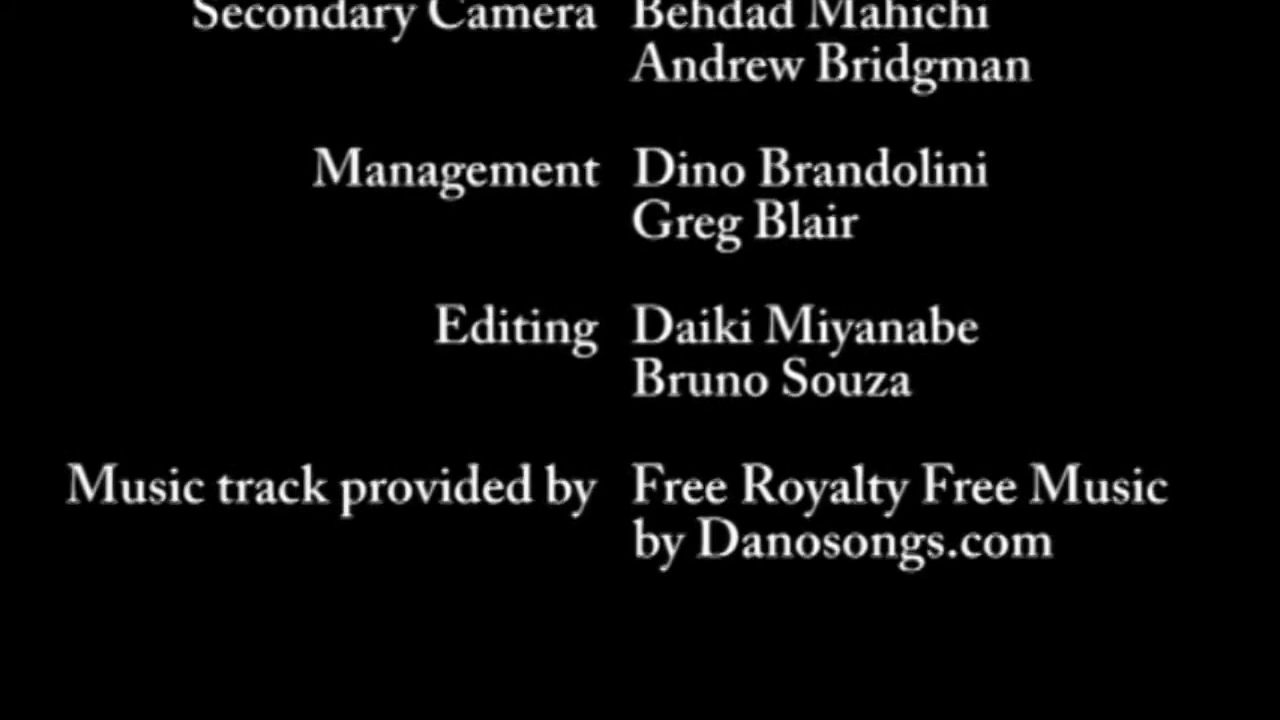 Secondary Camera Behdad Mahichi
Andrew Bridgman
Management Dino Brandolini
Greg Blair
Editing Daiki Miyanabe
Bruno Souza
Music track provided by Free Royalty Free Music
by Danosongs.com